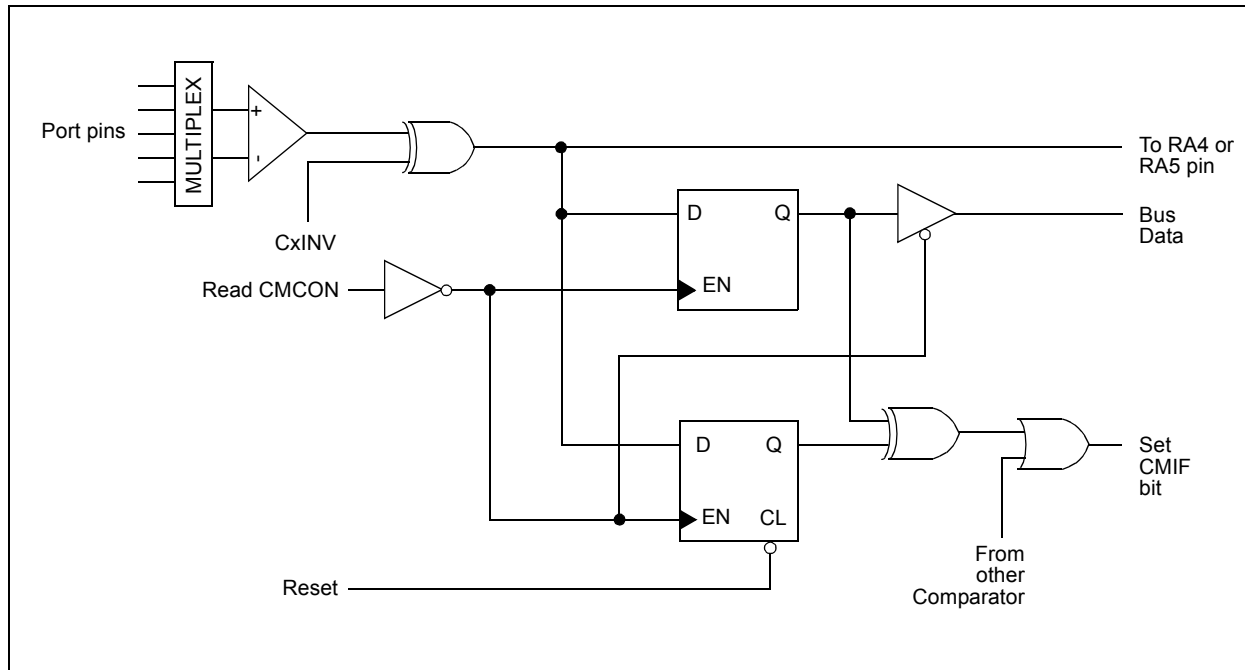 MULTIPLEX
Port pins
+
-
CxINV
To RA4 or
RA5 pin
D
Q
EN
Bus
Data
Read CMCON
D
Q
EN
CL
Set
CMIF
bit
From
other
Comparator
Reset